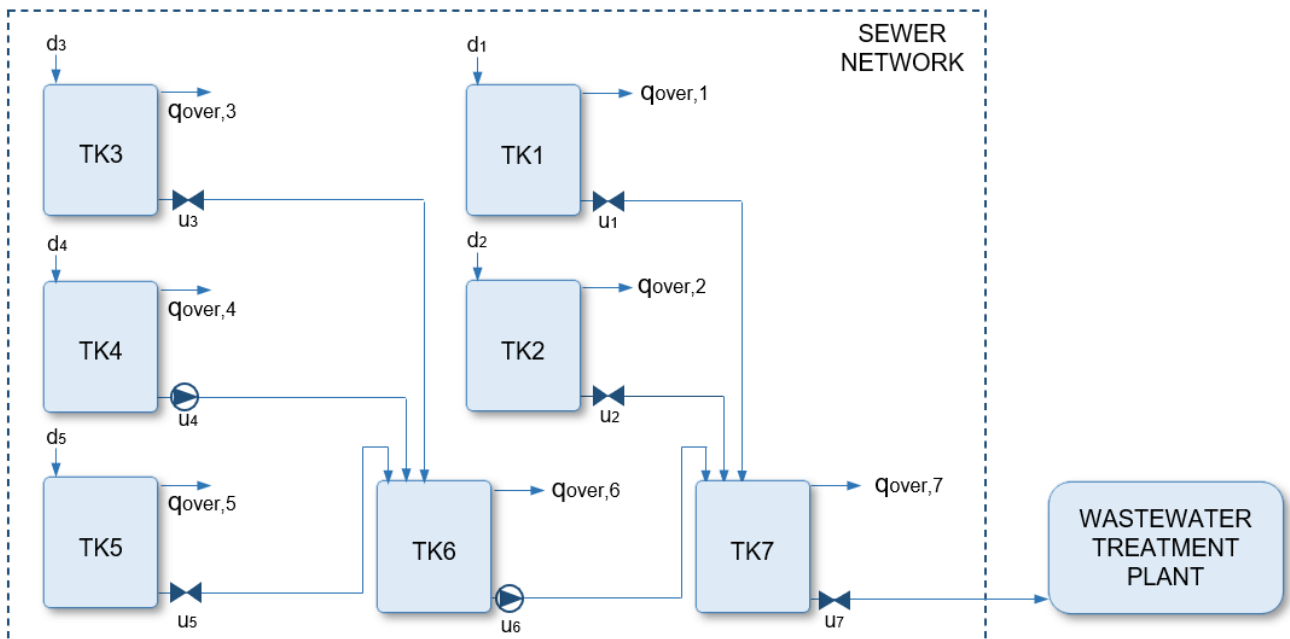 SEWER
NETWORK
d3
qover,3
TK3
u3
d1
qover,1
TK1
u1
d4
qover,4
TK4
u4
d2
qover,2
TK2
u2
d5
qover,5
TK5
u5
qover,6
TK6
u6
qover,7
TK7
u7
WASTEWATER
TREATMENT
PLANT